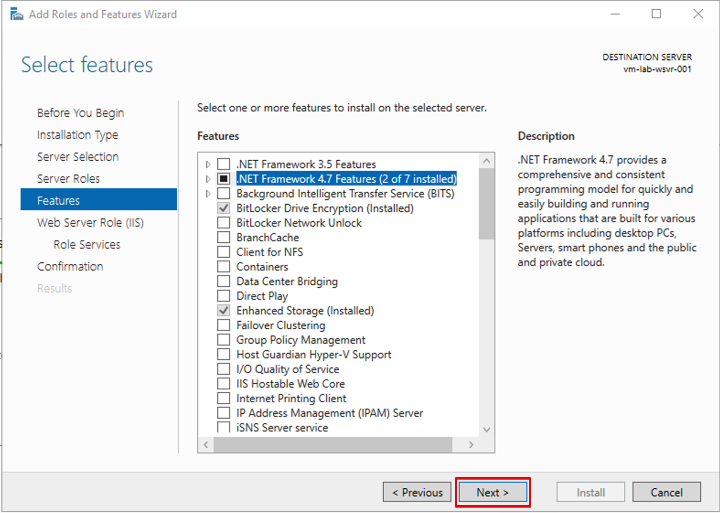 Add Roles and Features Wizard
Select features
DESTINATION SERVER
vm-lab-wsvr-001
Before You Begin
Installation Type
Server Selection
Server Roles
Features
Web Server Role (IIS)
Role Services
Confirmation
Results
Select one or more features to install on the selected server.
Features
.NET Framework 3.5 Features
.NET Framework 4.7 Features (2 of 7 installed)
Background Intelligent Transfer Service (BITS)
BitLocker Drive Encryption (Installed)
BitLocker Network Unlock
BranchCache
Client for NFS
Containers
Data Center Bridging
Direct Play
Enhanced Storage (Installed)
Failover Clustering
Group Policy Management
Host Guardian Hyper-V Support
I/O Quality of Service
IIS Hostable Web Core
Internet Printing Client
IP Address Management (IPAM) Server
iSNS Server service
Description
.NET Framework 4.7 provides a
comprehensive and consistent
programming model for quickly and
easily building and running
applications that are built for various
platforms including desktop PCs,
Servers, smart phones and the public
and private cloud.
< Previous
Next >
Install
Cancel